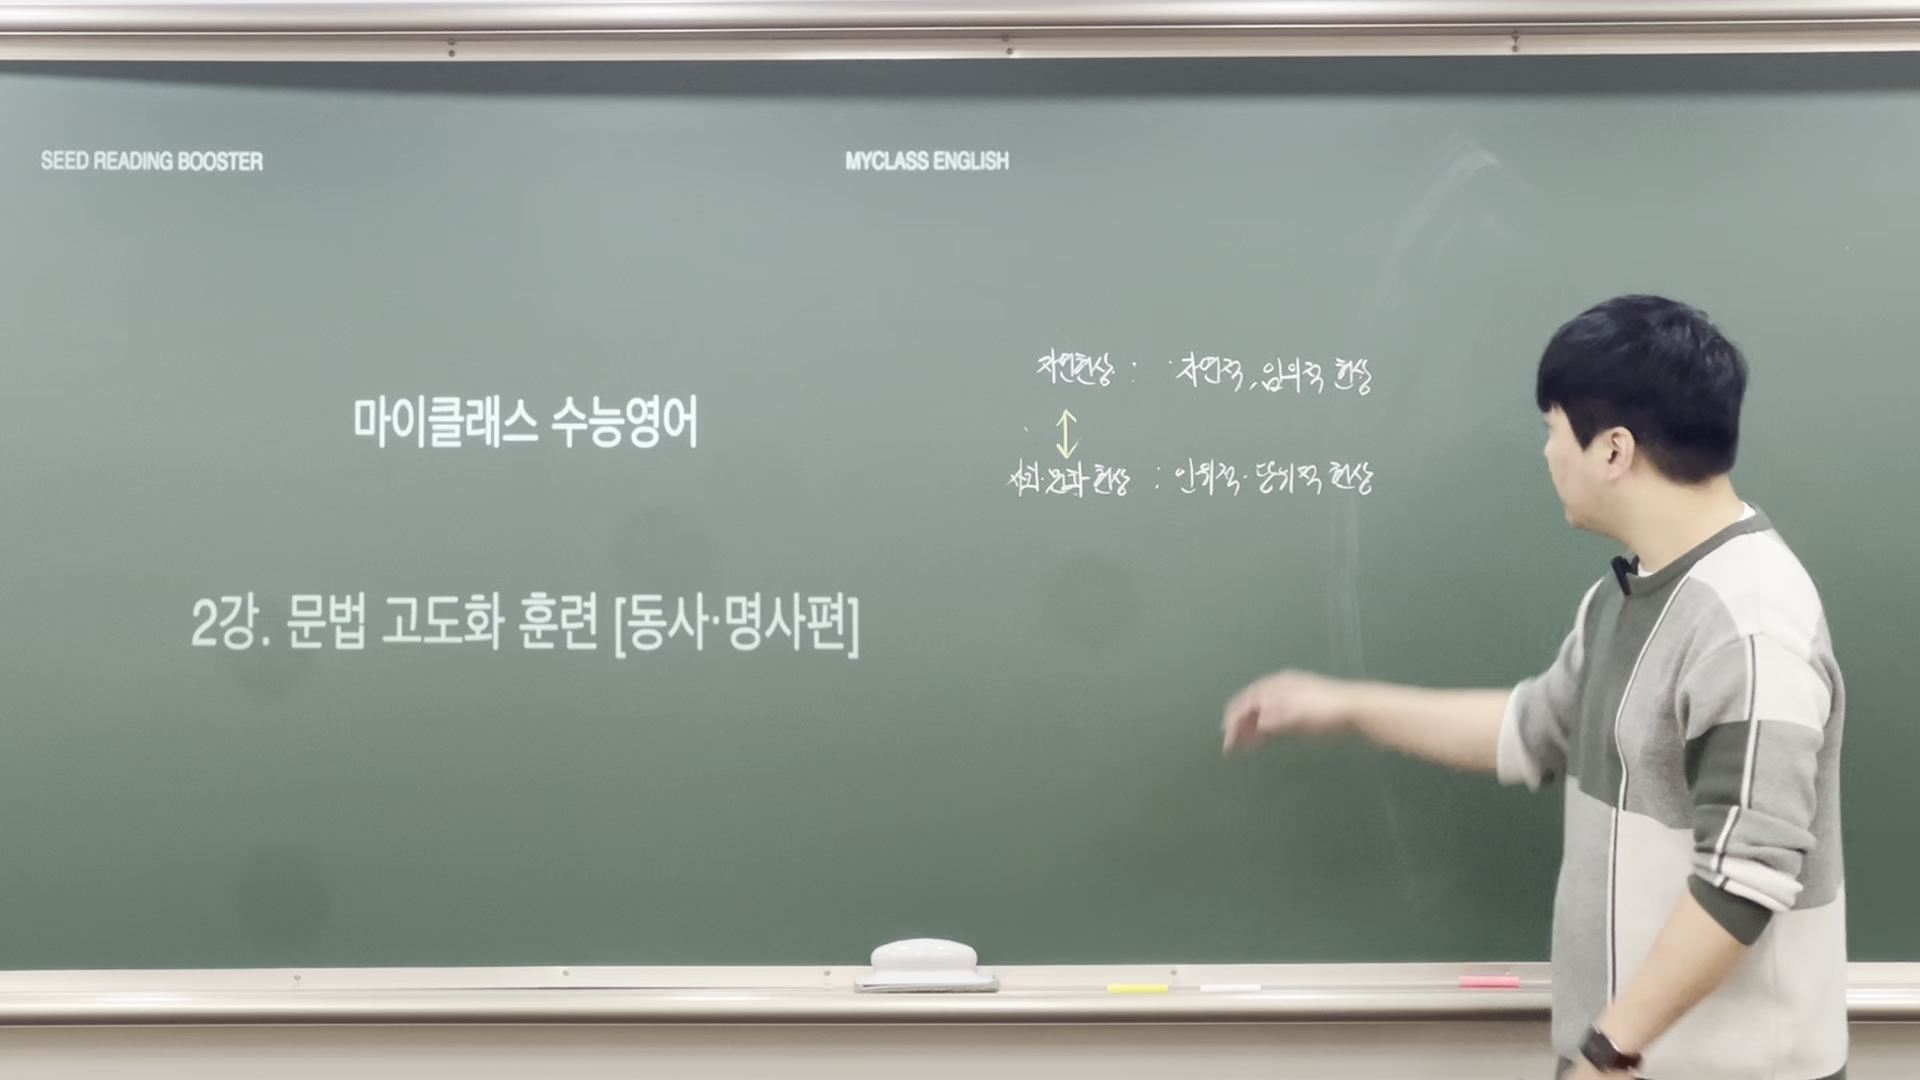 SEED READING BOOSTER
MYCLASS ENGLISH
마이클래스 수능영어
2강. 문법 고도화 훈련 [동사·명사편]
자연현상 : 자연적, 임의적 현상
사회·문화 현상 : 인위적·당위적 현상